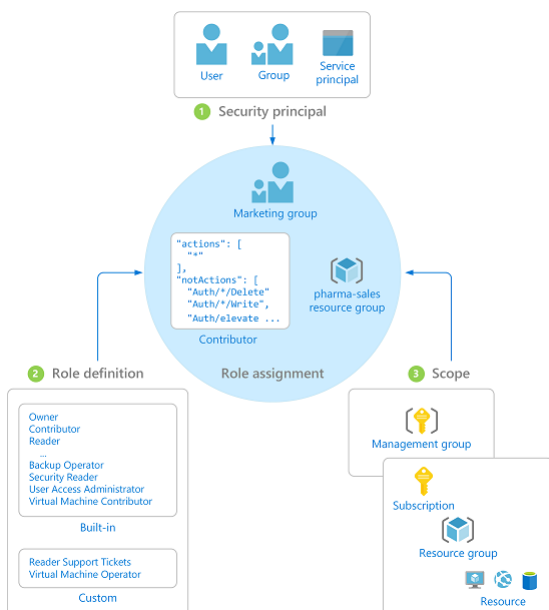 User
Group
Service
principal
1 Security principal
Marketing group
"actions": [
"*"
],
"notActions": [
"Auth/*/Delete"
"Auth/*/Write",
"Auth/elevate ...
Contributor
pharma-sales
resource group
Role assignment
2 Role definition
Owner
Contributor
Reader
...
Backup Operator
Security Reader
User Access Administrator
Virtual Machine Contributor
Built-in
Reader Support Tickets
Virtual Machine Operator
Custom
3 Scope
Management group
Subscription
Resource group
Resource